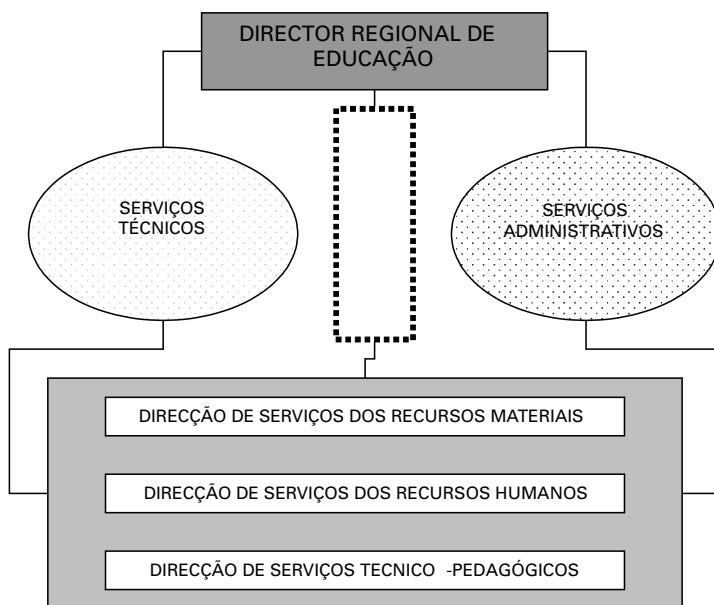 DIRECTOR REGIONAL DE
EDUCAÇÃO
SERVIÇOS
TÉCNICOS
SERVIÇOS
ADMINISTRATIVOS
DIRECÇÃO DE SERVIÇOS DOS RECURSOS MATERIAIS
DIRECÇÃO DE SERVIÇOS DOS RECURSOS HUMANOS
DIRECÇÃO DE SERVIÇOS TECNICO -PEDAGÓGICOS